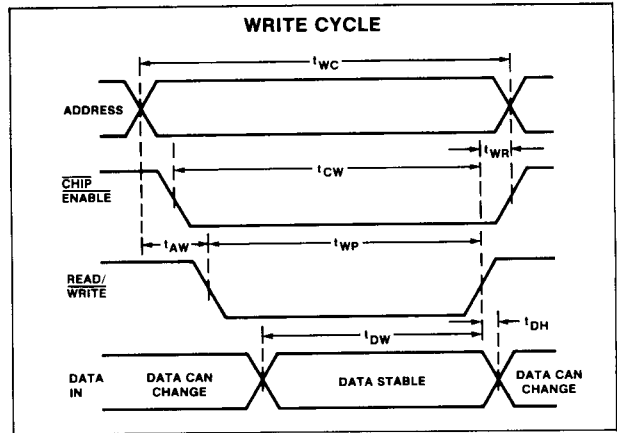 WRITE CYCLE
tWC
ADDRESS
tWR
tCW
CHIP
ENABLE
tAW
tWP
READ/
WRITE
tDH
tDW
DATA
IN
DATA CAN
CHANGE
DATA STABLE
DATA CAN
CHANGE